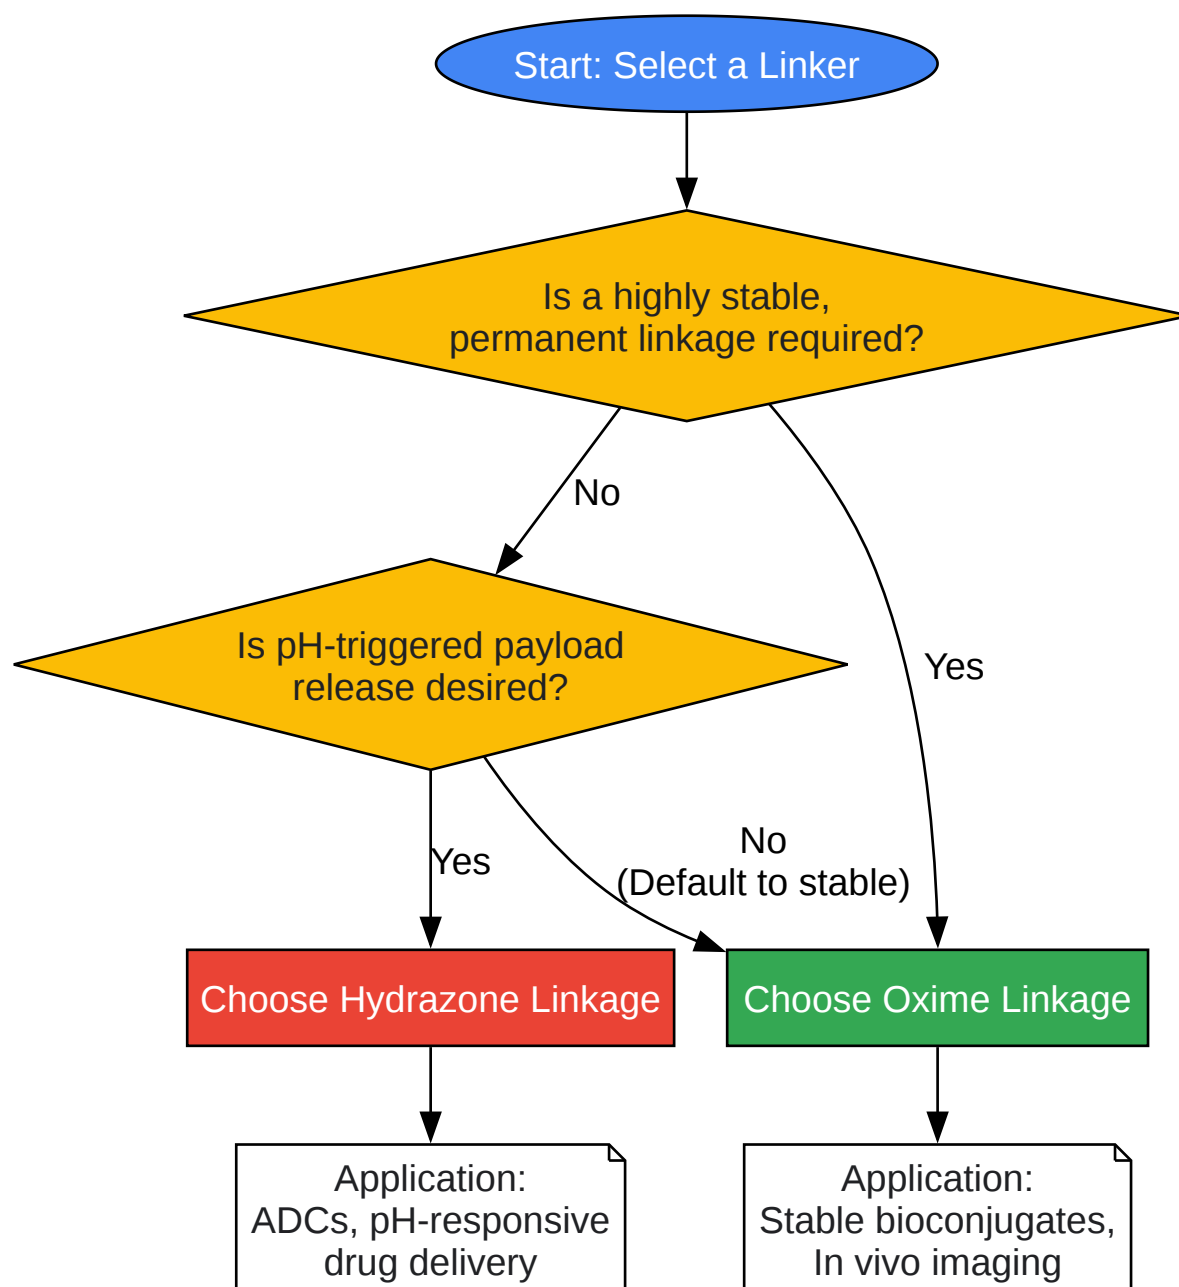 Start: Select a Linker
Is a highly stable,
permanent linkage required?
No
Yes
Is pH-triggered payload
release desired?
Yes
No
(Default to stable)
Choose Hydrazone Linkage
Choose Oxime Linkage
Application:
ADCs, pH-responsive
drug delivery
Application:
Stable bioconjugates,
In vivo imaging